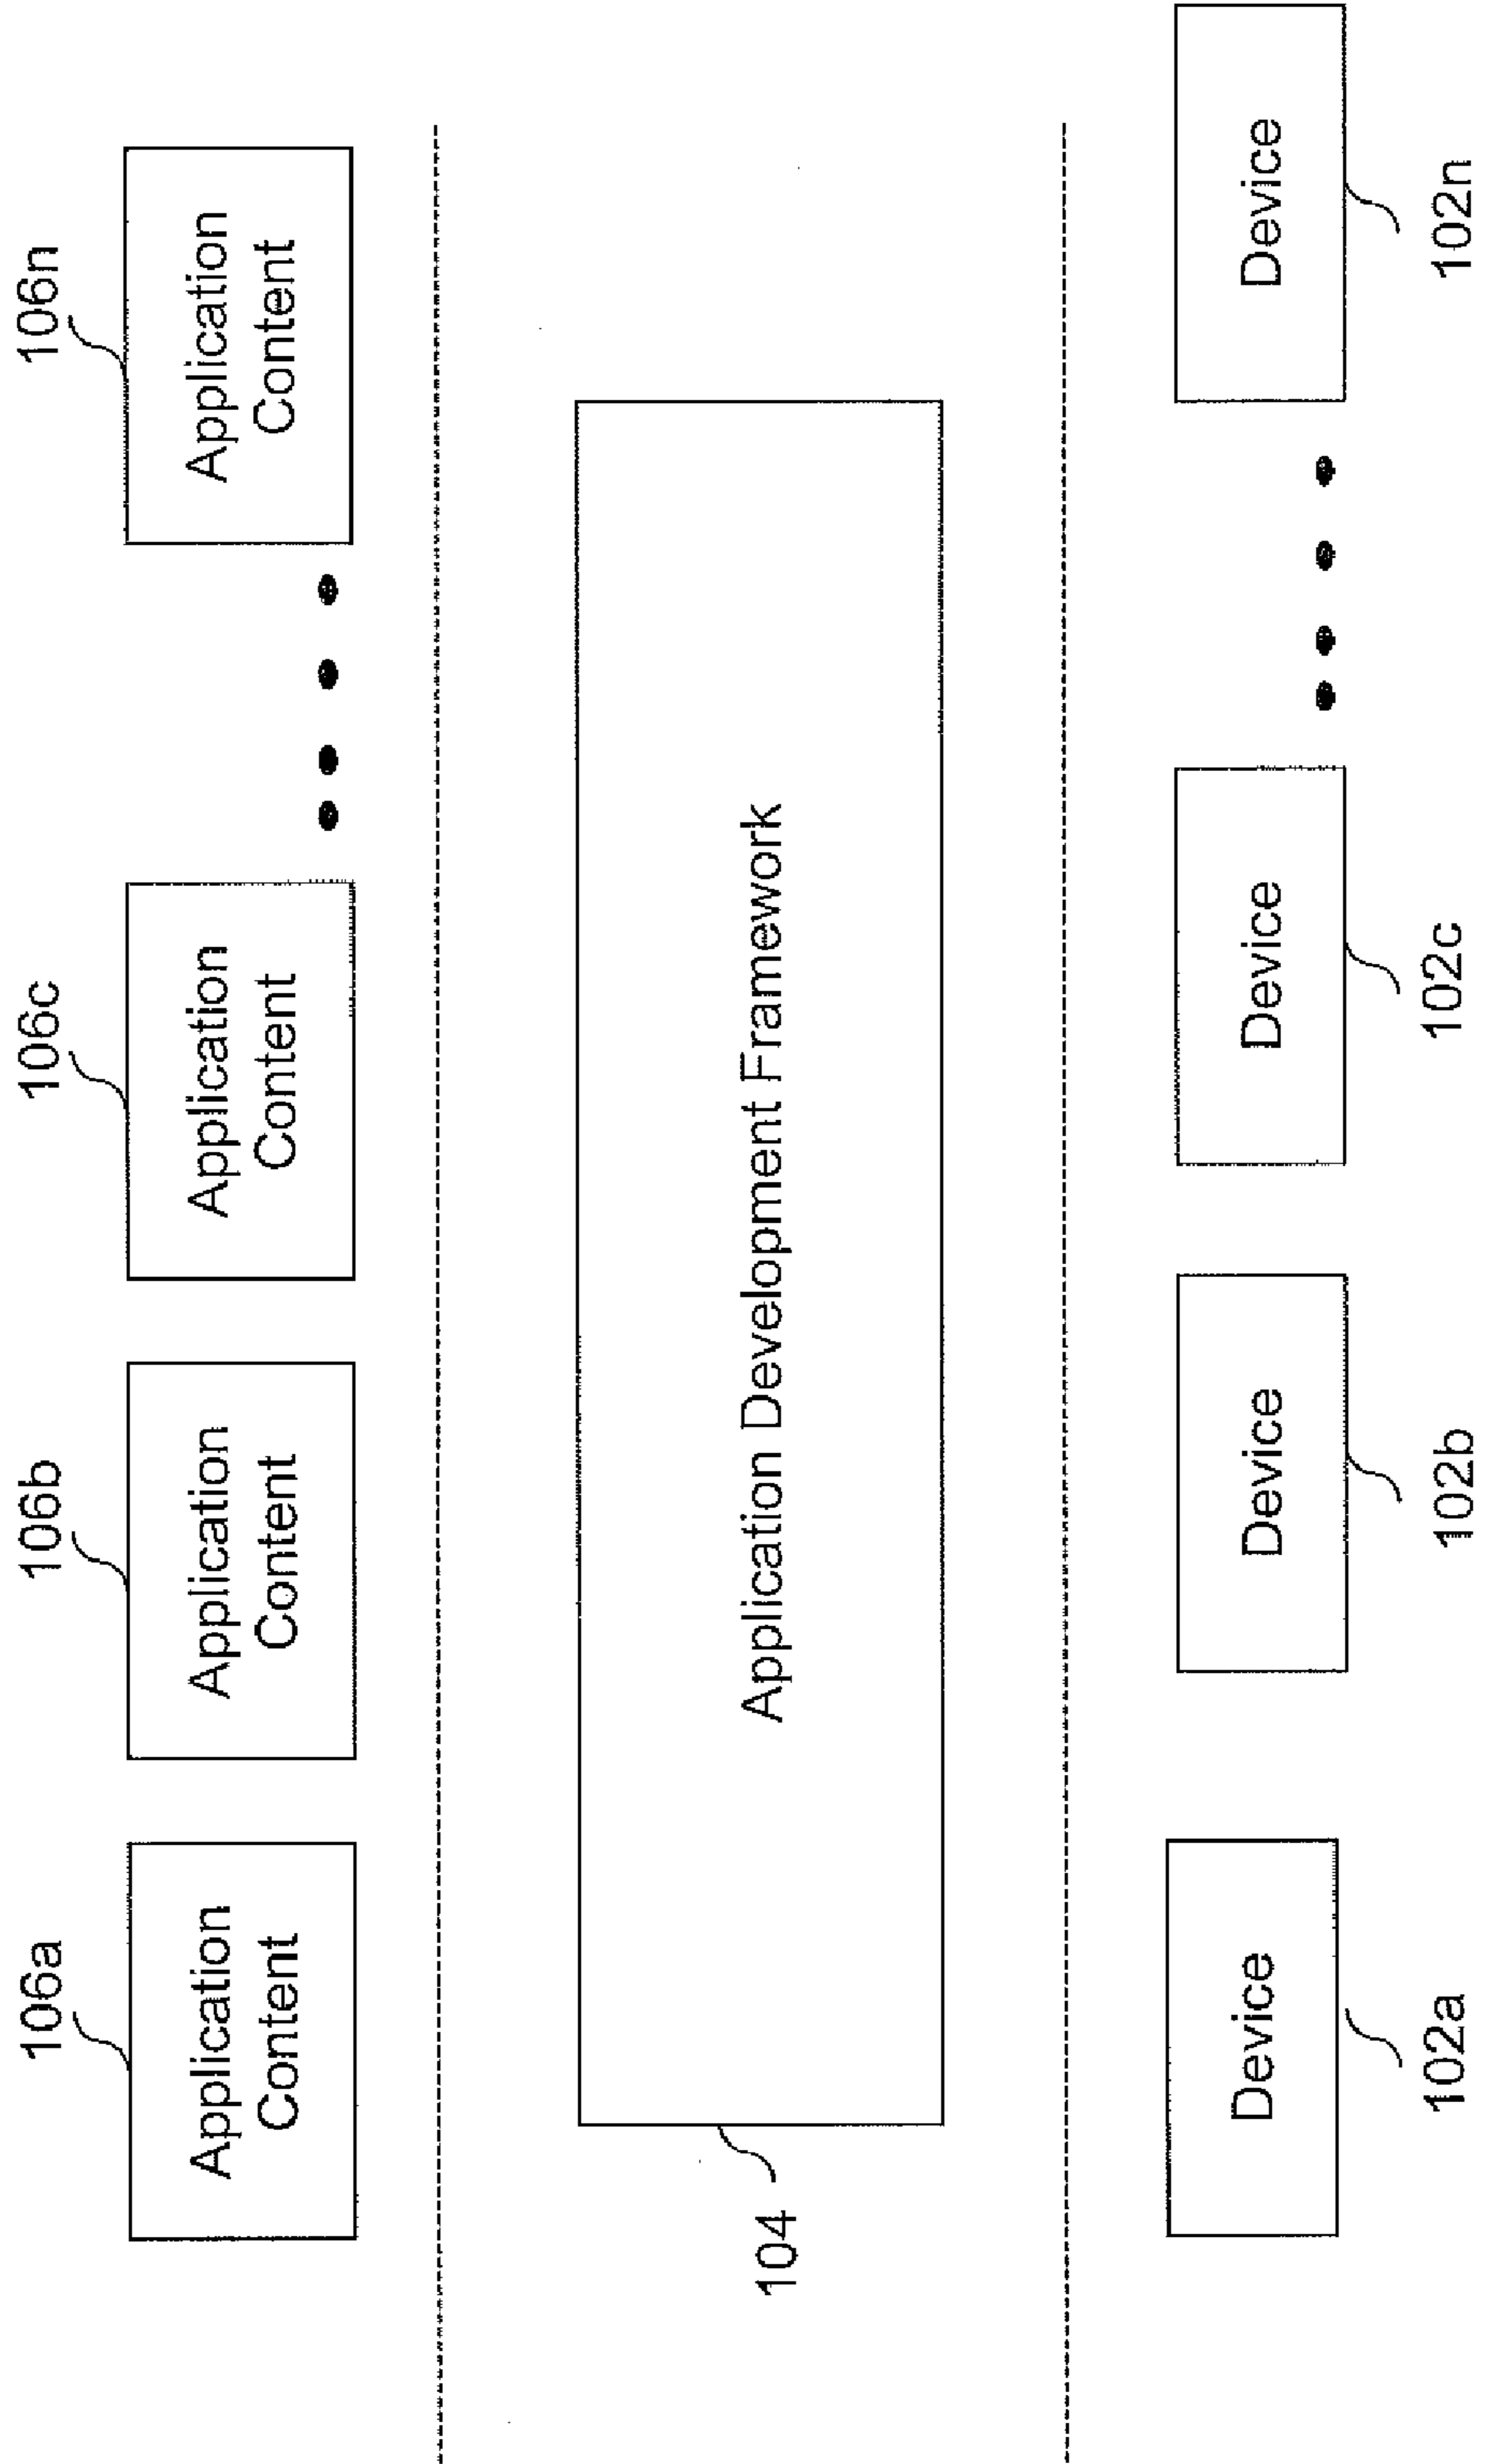 106a
106b
106c
106n
Application
Content
Application
Content
Application
Content
Application
Content
104
Application Development Framework
Device
Device
Device
Device
102a
102b
102c
102n